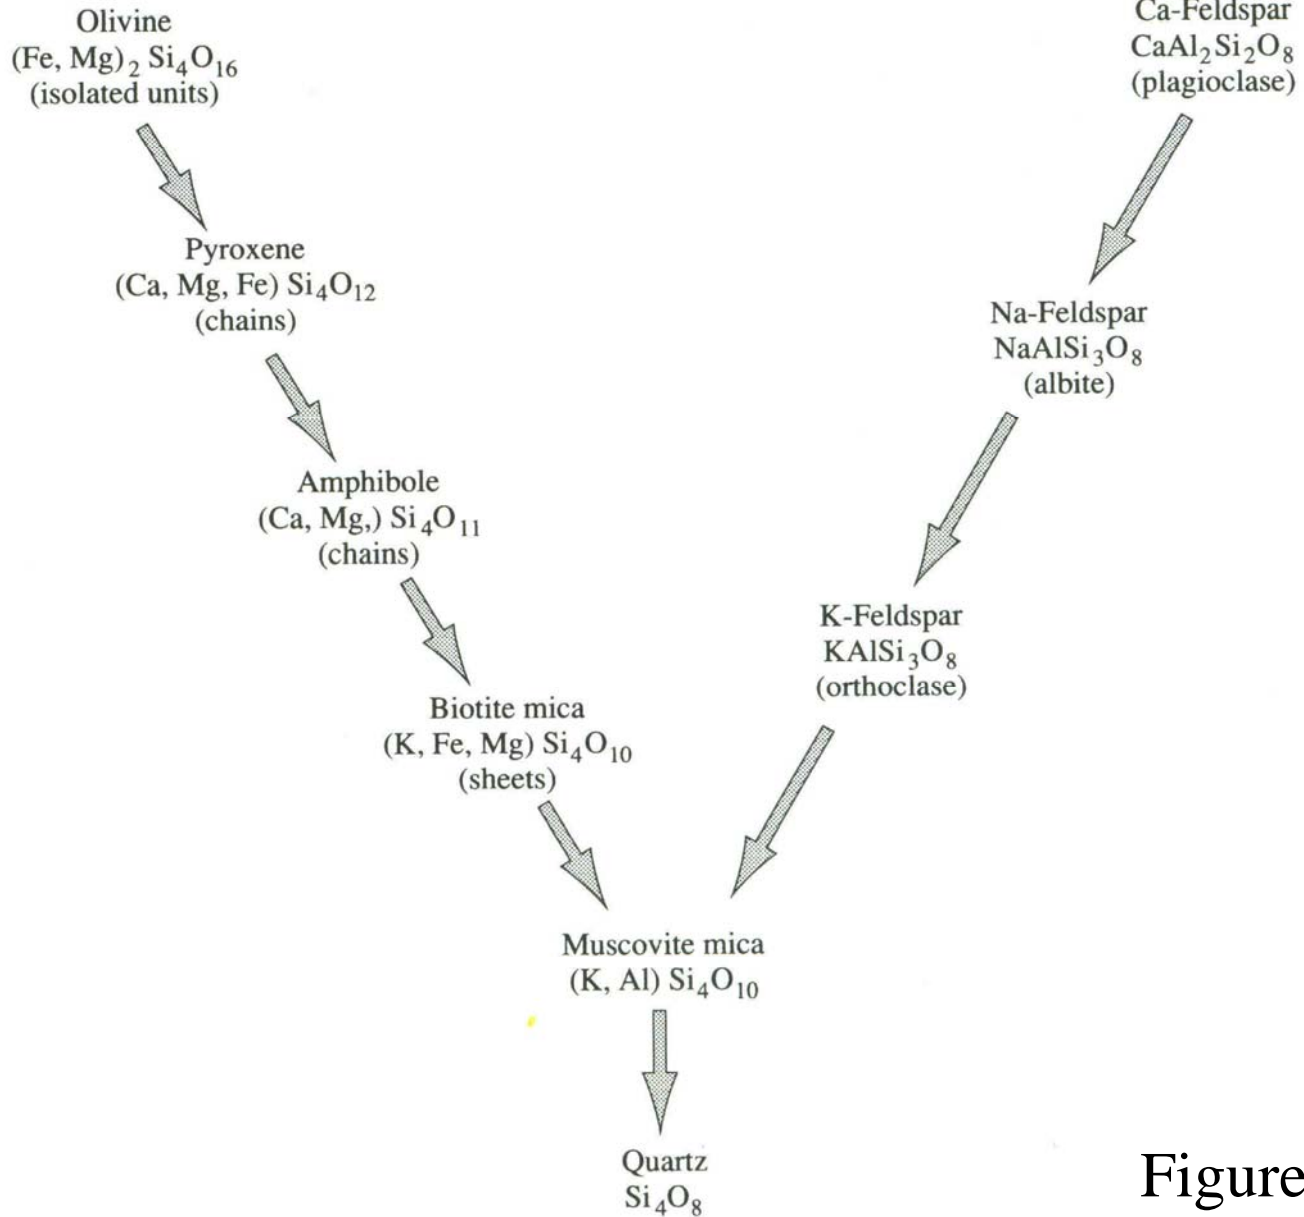 Olivine
(Fe, Mg)₂ Si₄O₁₆
(isolated units)
Ca-Feldspar
CaAl₂Si₂O₈
(plagioclase)
Pyroxene
(Ca, Mg, Fe) Si₄O₁₂
(chains)
Na-Feldspar
NaAlSi₃O₈
(albite)
Amphibole
(Ca, Mg,) Si₄O₁₁
(chains)
K-Feldspar
KAlSi₃O₈
(orthoclase)
Biotite mica
(K, Fe, Mg) Si₄O₁₀
(sheets)
Muscovite mica
(K, Al) Si₄O₁₀
Quartz
Si₄O₈
Figure